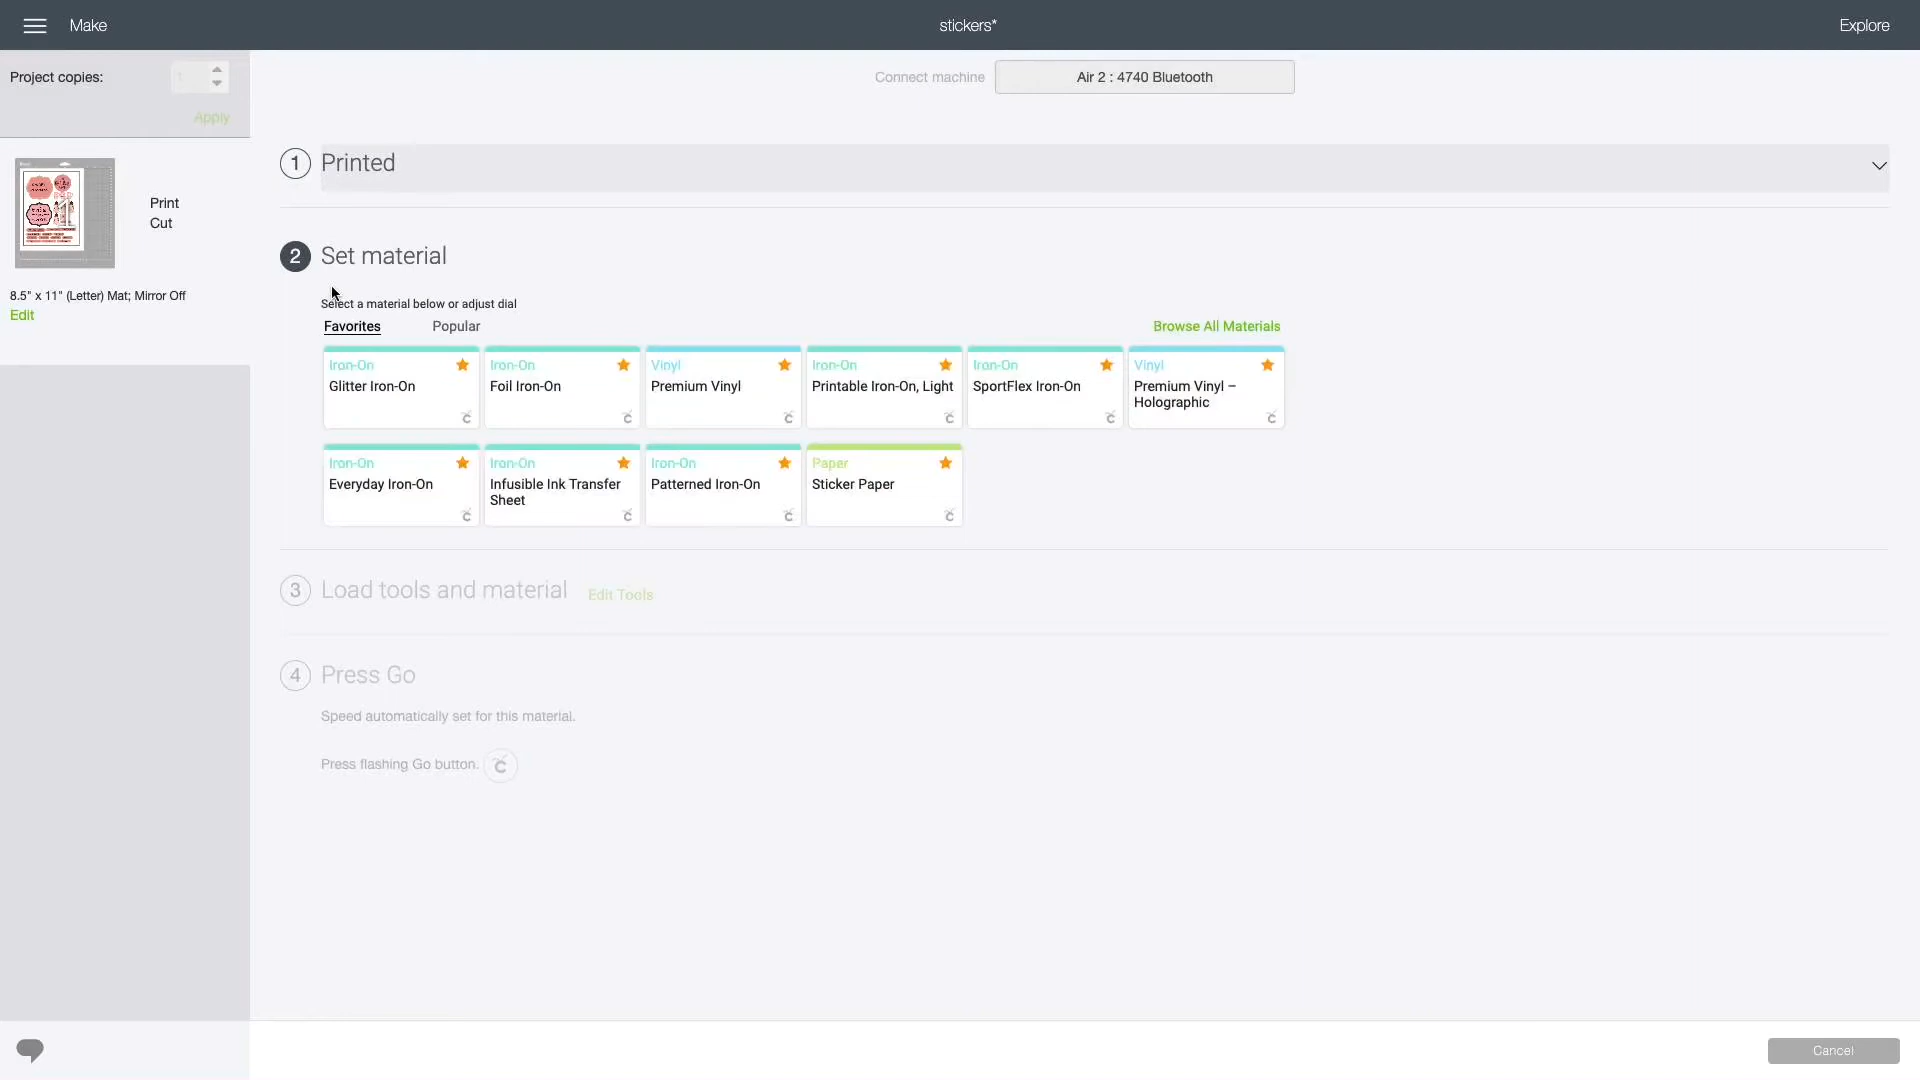 Make
stickers*
Explore
Project copies:
Apply
Connect machine
Air 2 : 4740 Bluetooth
1 Printed
Print
Cut
8.5" x 11" (Letter) Mat; Mirror Off
Edit
2 Set material
Select a material below or adjust dial
Favorites
Popular
Browse All Materials
Iron-On
Glitter Iron-On
Iron-On
Foil Iron-On
Vinyl
Premium Vinyl
Iron-On
Printable Iron-On, Light
Iron-On
SportFlex Iron-On
Vinyl
Premium Vinyl –
Holographic
Iron-On
Everyday Iron-On
Iron-On
Infusible Ink Transfer
Sheet
Iron-On
Patterned Iron-On
Paper
Sticker Paper
3 Load tools and material
Edit Tools
4 Press Go
Speed automatically set for this material.
Press flashing Go button.
Cancel